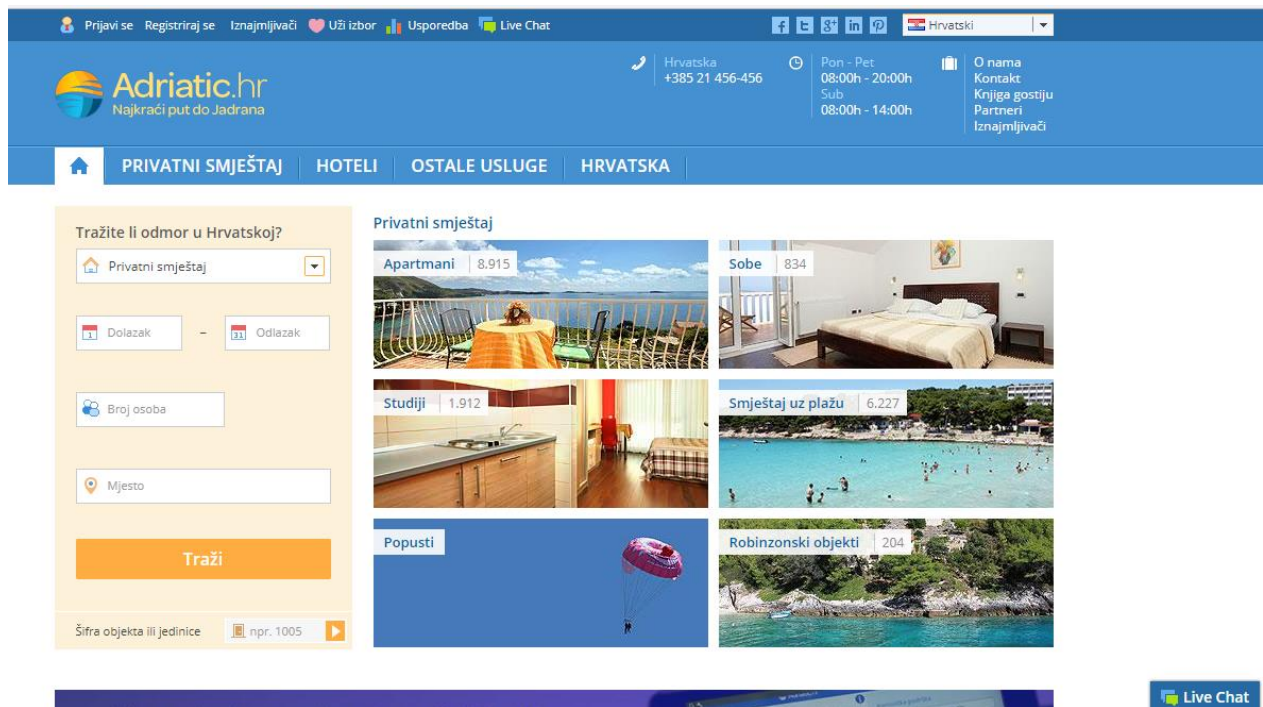 Prijavi se Registriraj se Iznajmljivači Uži izbor Usporedba Live Chat Hrvatski
Adriatic.hr
Najkraći put do Jadrana
Hrvatska
+385 21 456-456
Pon - Pet
08:00h - 20:00h
Sub
08:00h - 14:00h
O nama
Kontakt
Knjiga gostiju
Partneri
Iznajmljivači
PRIVATNI SMJEŠTAJ HOTELI OSTALE USLUGE HRVATSKA
Tražite li odmor u Hrvatskoj?
Privatni smještaj
1 Dolazak – 31 Odlazak
Broj osoba
Mjesto
Traži
Šifra objekta ili jedinice npr. 1005
Privatni smještaj
Apartmani 8.915
Sobe 834
Studiji 1.912
Smještaj uz plažu 6.227
Popusti
Robinzonski objekti 204
Live Chat